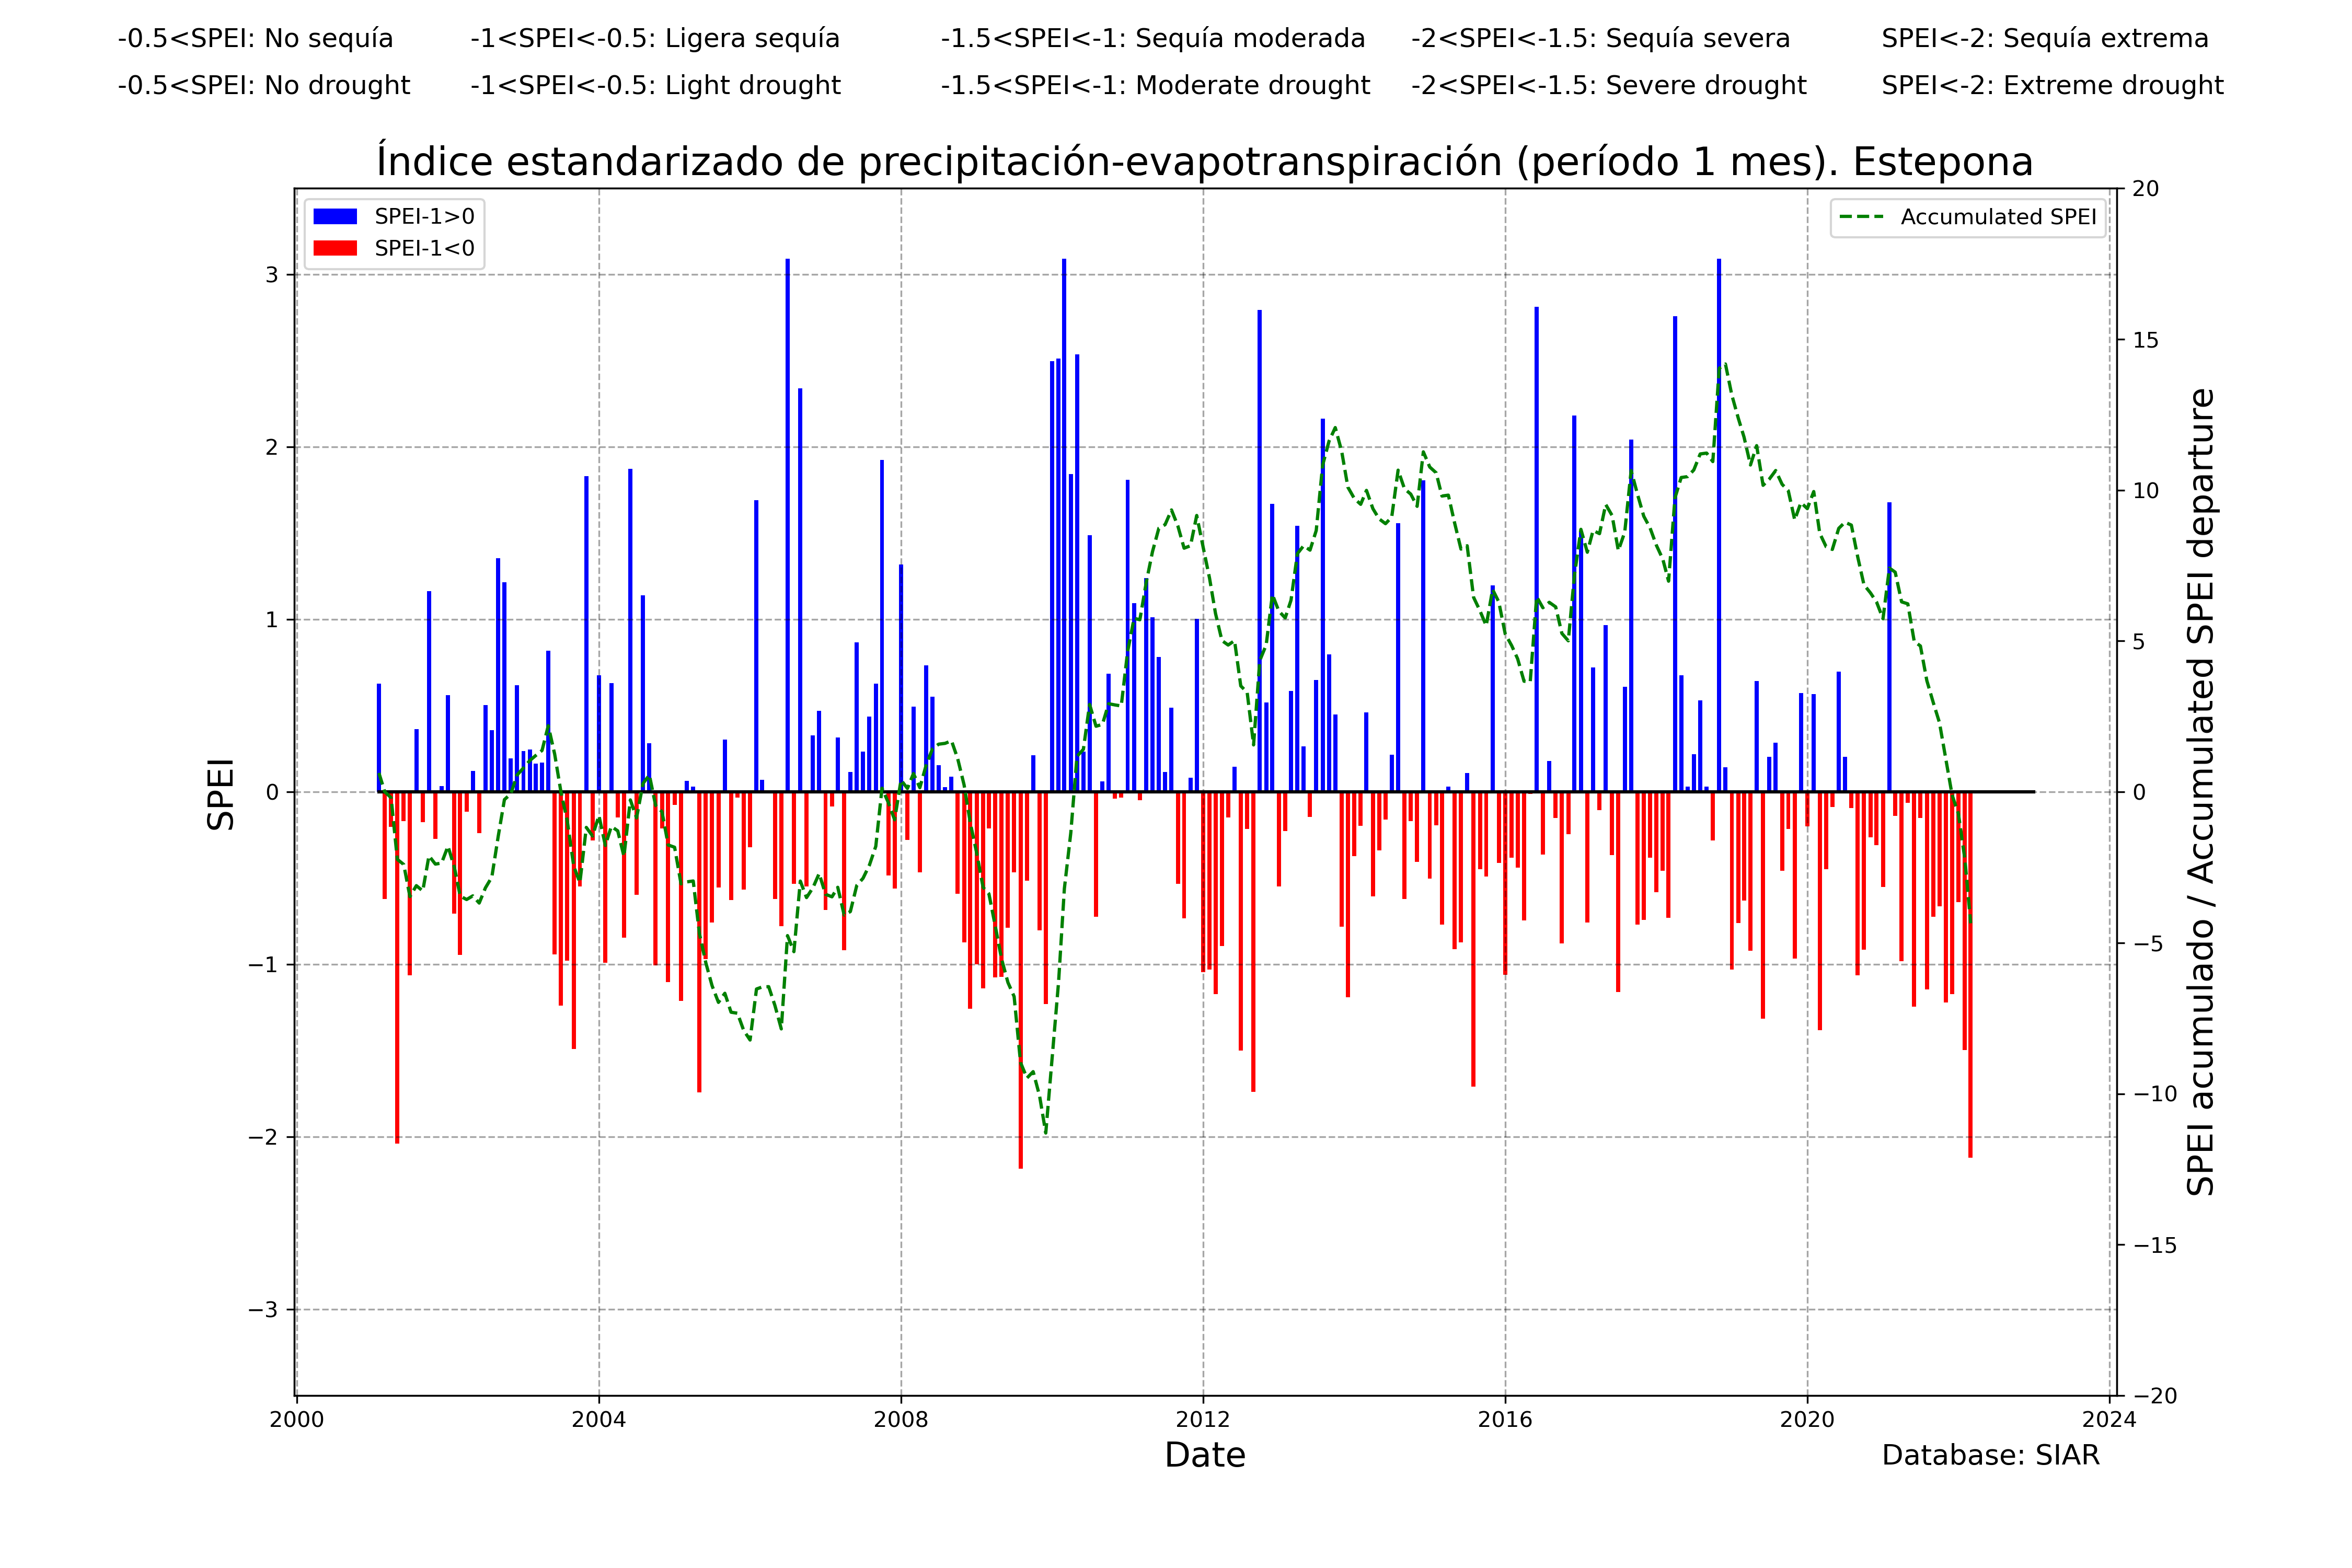 -0.5<SPEI: No sequía -1<SPEI<-0.5: Ligera sequía -1.5<SPEI<-1: Sequía moderada -2<SPEI<-1.5: Sequía severa SPEI<-2: Sequía extrema
-0.5<SPEI: No drought -1<SPEI<-0.5: Light drought -1.5<SPEI<-1: Moderate drought -2<SPEI<-1.5: Severe drought SPEI<-2: Extreme drought
Índice estandarizado de precipitación-evapotranspiración (período 1 mes). Estepona
SPEI-1>0
SPEI-1<0
Accumulated SPEI
SPEI
3
2
1
0
−1
−2
−3
20
15
10
5
0
−5
−10
−15
−20
SPEI acumulado / Accumulated SPEI departure
2000 2004 2008 2012 2016 2020 2024
Date
Database: SIAR